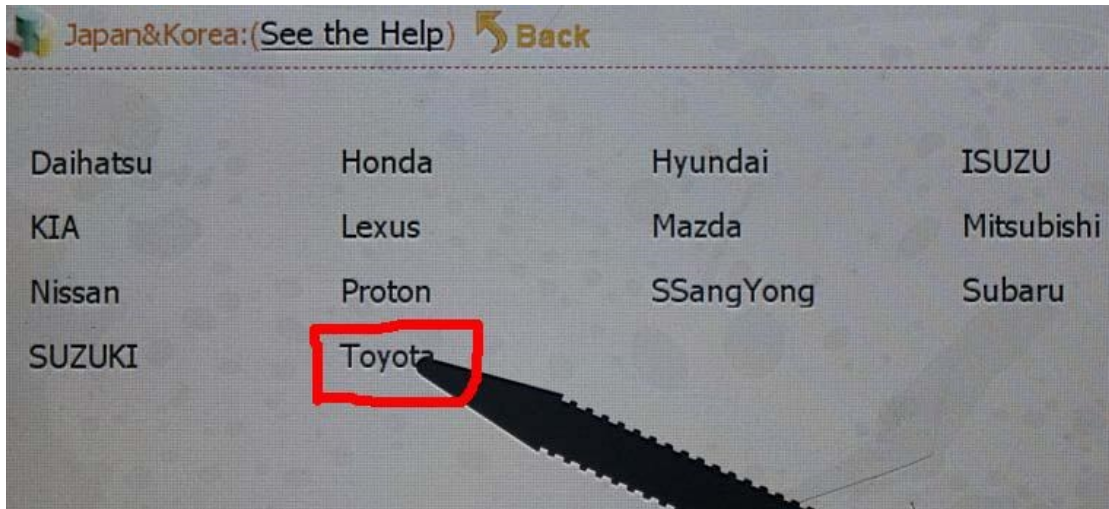 Japan&Korea:(See the Help) Back
Daihatsu Honda Hyundai ISUZU
KIA Lexus Mazda Mitsubishi
Nissan Proton SSangYong Subaru
SUZUKI Toyota